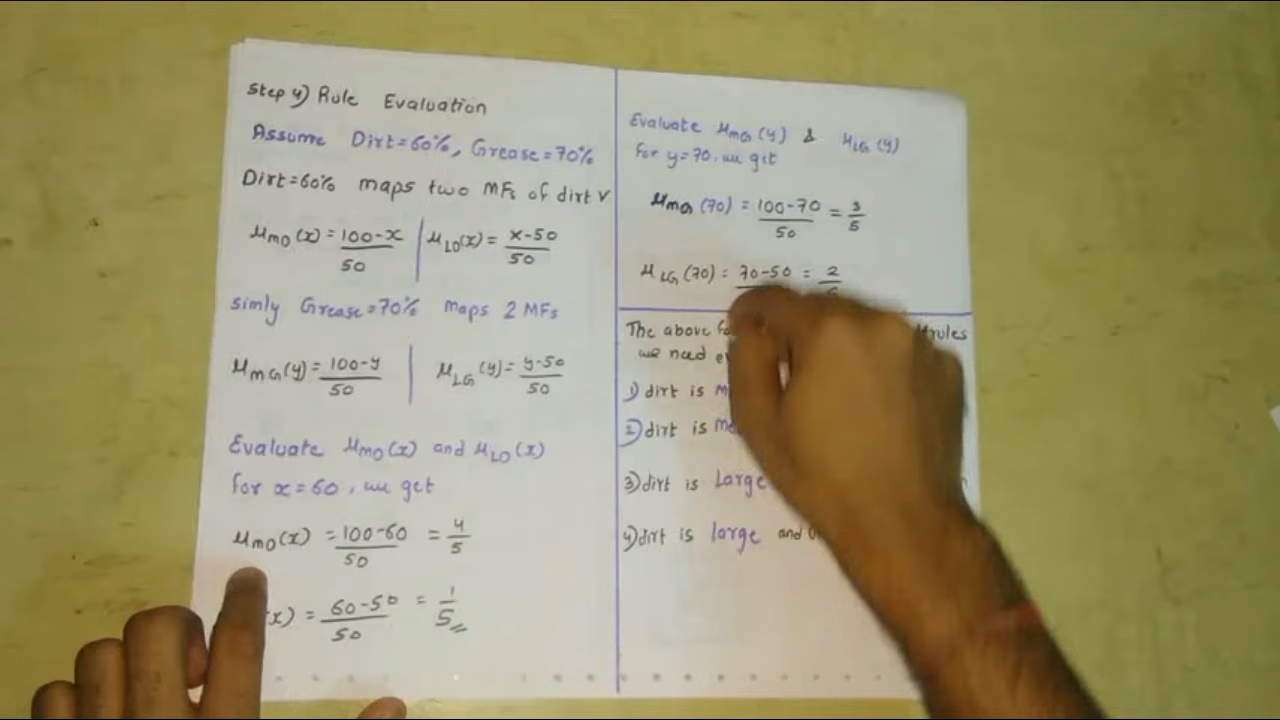 Step 4) Rule Evaluation
Assume Dirt=60%, Grease=70%
Dirt=60% maps two MFs of dirt v
μmD(x) = 100-x / 50 | μLD(x) = x-50 / 50
simly Grease=70% maps 2 MFs
μmG(y) = 100-y / 50 | μLG(y) = y-50 / 50
Evaluate μmD(x) and μLD(x)
for x=60, we get
μmD(x) = 100-60 / 50 = 4/5
x) = 60-50 / 50 = 1/5
Evaluate μmG(y) & μLG(y)
for y=70, we get
μmG(70) = 100-70 / 50 = 3/5
μLG(70) = 70-50 = 2
The above rules
we need
1) dirt is
2) dirt is
3) dirt is Large
4) dirt is large and